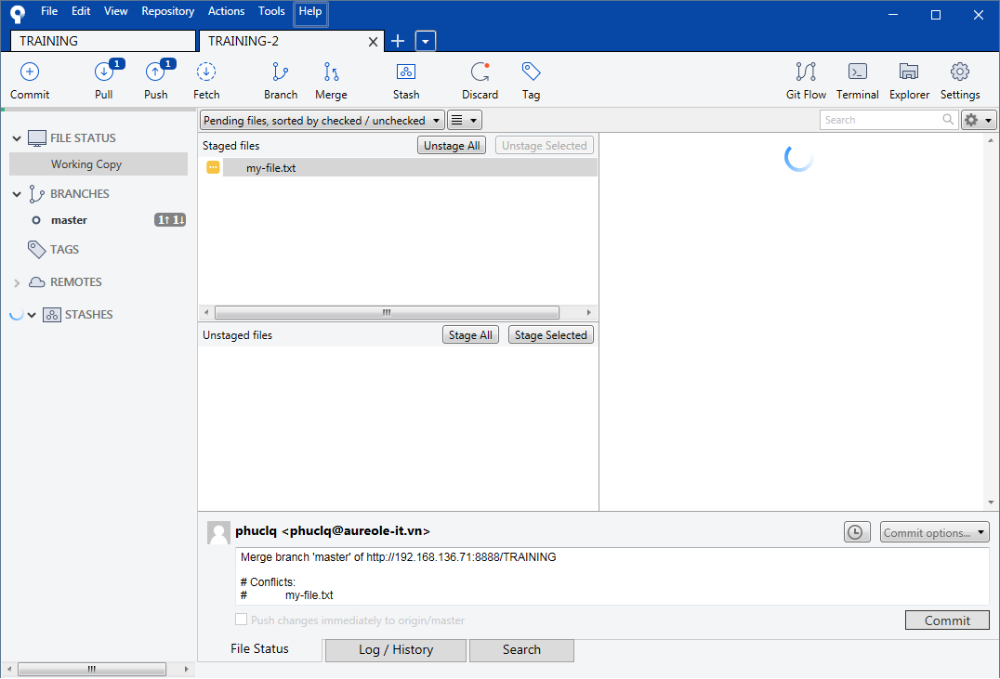 File Edit View Repository Actions Tools Help
TRAINING
TRAINING-2
1
1
Commit Pull Push Fetch Branch Merge Stash Discard Tag Git Flow Terminal Explorer Settings
Pending files, sorted by checked / unchecked
Search
FILE STATUS
Working Copy
BRANCHES
master
1↑ 1↓
TAGS
REMOTES
STASHES
Staged files
Unstage All
Unstage Selected
my-file.txt
Unstaged files
Stage All
Stage Selected
phuclq <phuclq@aureole-it.vn>
Commit options...
Merge branch 'master' of http://192.168.136.71:8888/TRAINING
# Conflicts:
# my-file.txt
Push changes immediately to origin/master
Commit
File Status
Log / History
Search